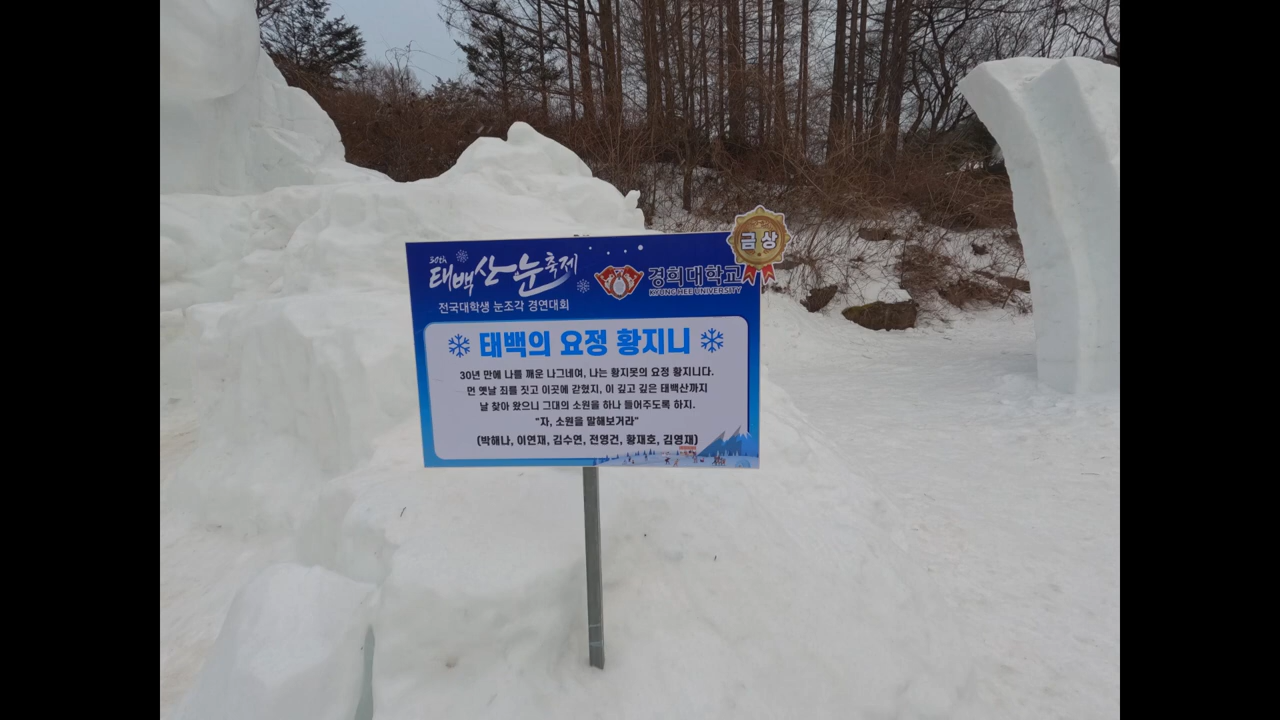 30th
태백산눈축제
전국대학생 눈조각 경연대회
경희대학교
KYUNG HEE UNIVERSITY
금상
태백의 요정 황지니
30년 만에 나를 깨운 나그네여, 나는 황지못의 요정 황지니다.
먼 옛날 죄를 짓고 이곳에 갇혔지, 이 깊고 깊은 태백산까지
날 찾아 왔으니 그대의 소원을 하나 들어주도록 하지.
"자, 소원을 말해보거라"
(박해나, 이연재, 김수연, 전영건, 황재호, 김영재)